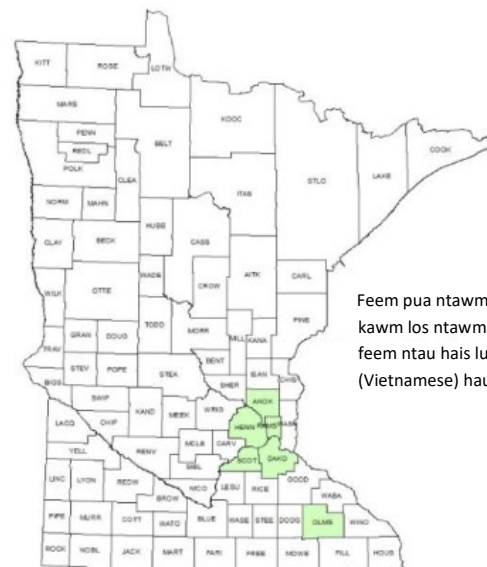 KITT
ROSE
LOTW
MARS
KOOC
PENN
BELT
COOK
REDL
POLK
STLO
LAKE
CLEA
ITAS
NORM
MAHN
HUBB
CLAY
BECK
CASS
WADE
AITK
CARL
CROW
Feem pua ntawm
WILK
OTTE
kawm los ntawm
PINE
feem ntau hais lu
TODD
MORR
MILL
KANA
(Vietnamese) hau
GRAN
DOUG
TRAV
BENT
ISAN
CHIS
STEV
POPE
STEA
BIGS
SHER
ANOK
SWIF
KAND
WRIG
MEEK
HENN
RAMS
WASH
LACQ
CHIP
MCLE
CARV
YELL
RENV
SCOT
DAKO
SIBL
LINC
LYON
REDW
NICO
LESU
RICE
GOOD
BROW
WABA
PIPE
MURR
COTT
WATO
BLUE
WASE
STEE
DODG
OLMS
WINO
ROCK
NOBL
JACK
MART
FARI
FREE
MOWE
FILL
HOUS